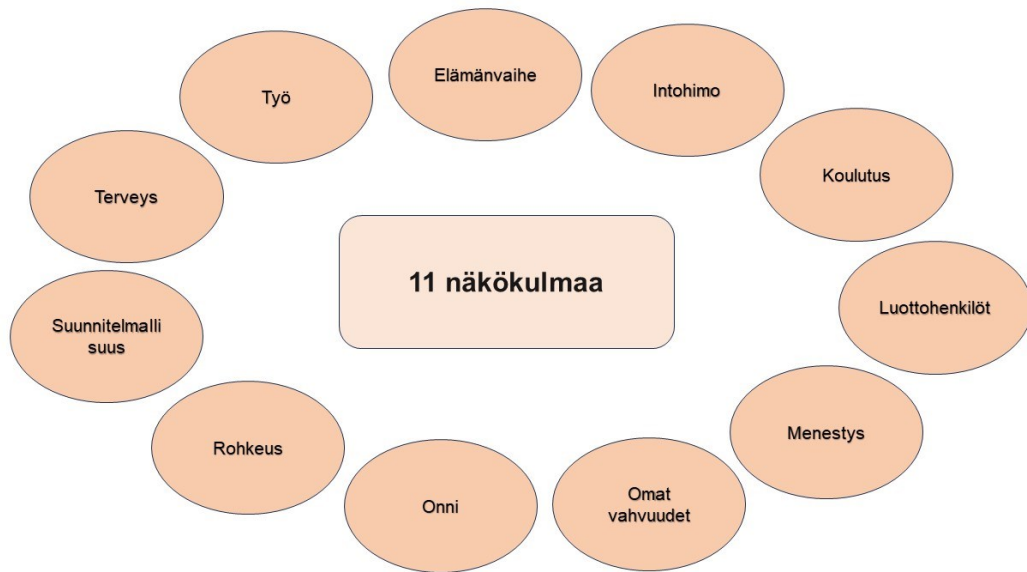 Elämänvaihe
Intohimo
Koulutus
Luottohenkilöt
Menestys
Omat
vahvuudet
Onni
Rohkeus
Suunnitelmalli
suus
Terveys
Työ
11 näkökulmaa